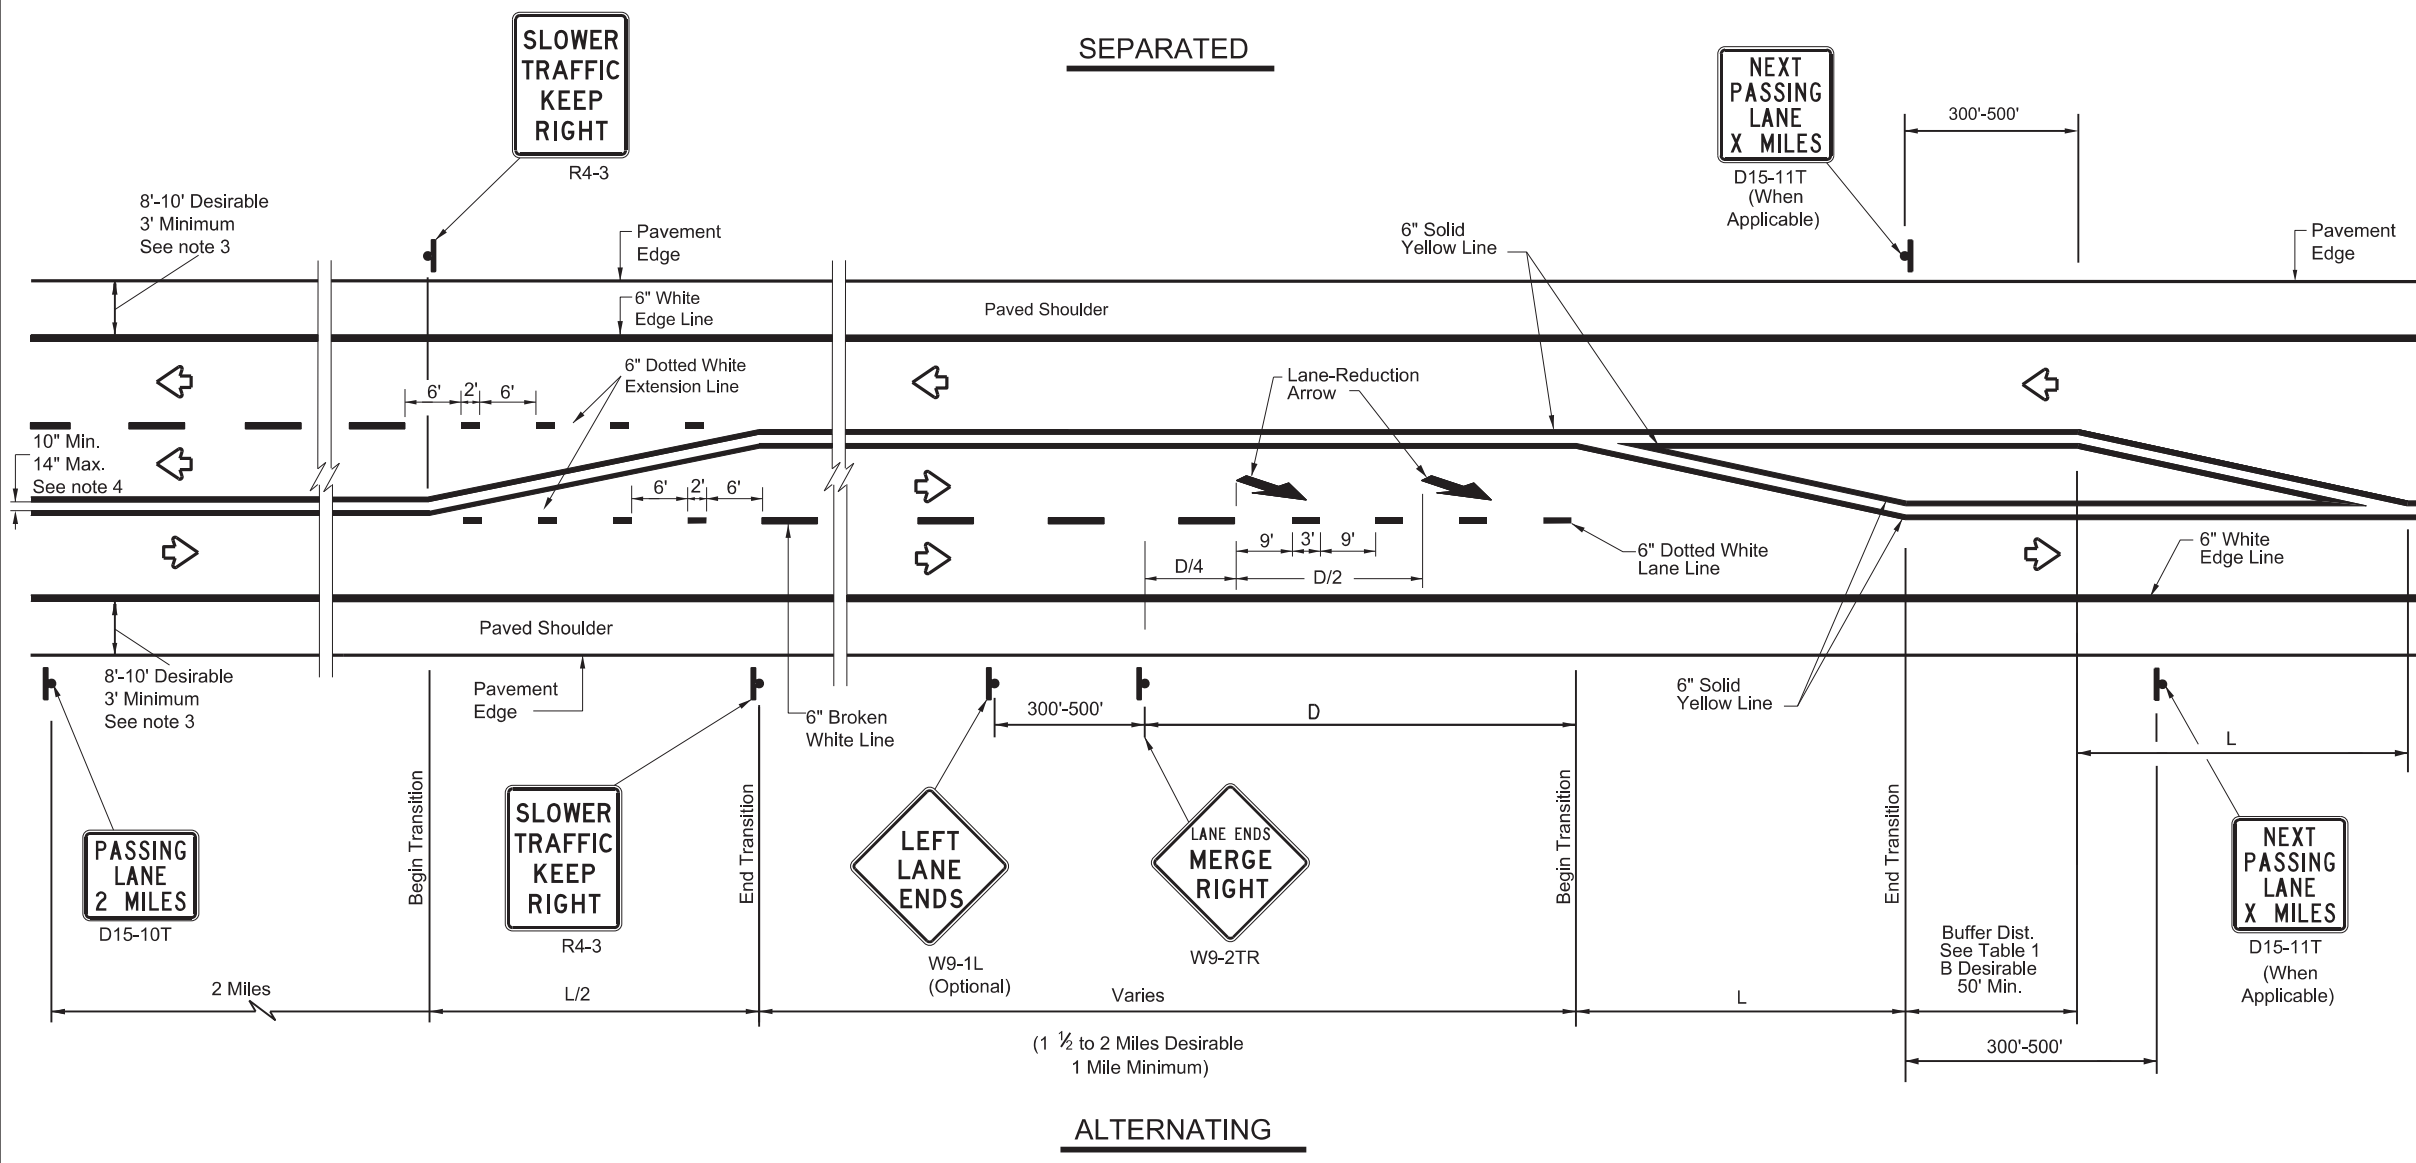 SEPARATED
SLOWER
TRAFFIC
KEEP
RIGHT
R4-3
NEXT
PASSING
LANE
X MILES
D15-11T
(When
Applicable)
300'-500'
8'-10' Desirable
3' Minimum
See note 3
Pavement
Edge
6" Solid
Yellow Line
Pavement
Edge
6" White
Edge Line
Paved Shoulder
6" Dotted White
Extension Line
6'
2'
6'
Lane-Reduction
Arrow
10" Min.
14" Max.
See note 4
6'
2'
6'
9'
3'
9'
D/4
D/2
6" Dotted White
Lane Line
6" White
Edge Line
Paved Shoulder
8'-10' Desirable
3' Minimum
See note 3
Pavement
Edge
6" Broken
White Line
300'-500'
D
6" Solid
Yellow Line
L
PASSING
LANE
2 MILES
D15-10T
Begin Transition
SLOWER
TRAFFIC
KEEP
RIGHT
R4-3
End Transition
LEFT
LANE
ENDS
W9-1L
(Optional)
LANE ENDS
MERGE
RIGHT
W9-2TR
Begin Transition
End Transition
Buffer Dist.
See Table 1
B Desirable
50' Min.
NEXT
PASSING
LANE
X MILES
D15-11T
(When
Applicable)
2 Miles
L/2
Varies
L
(1 ½ to 2 Miles Desirable
1 Mile Minimum)
300'-500'
ALTERNATING